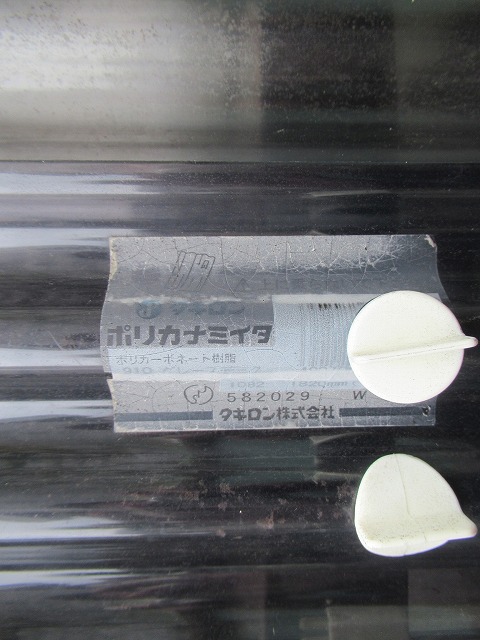 タキロン
ポリカナミイタ
ポリカーボネート樹脂
910
582029 W
タキロン株式会社